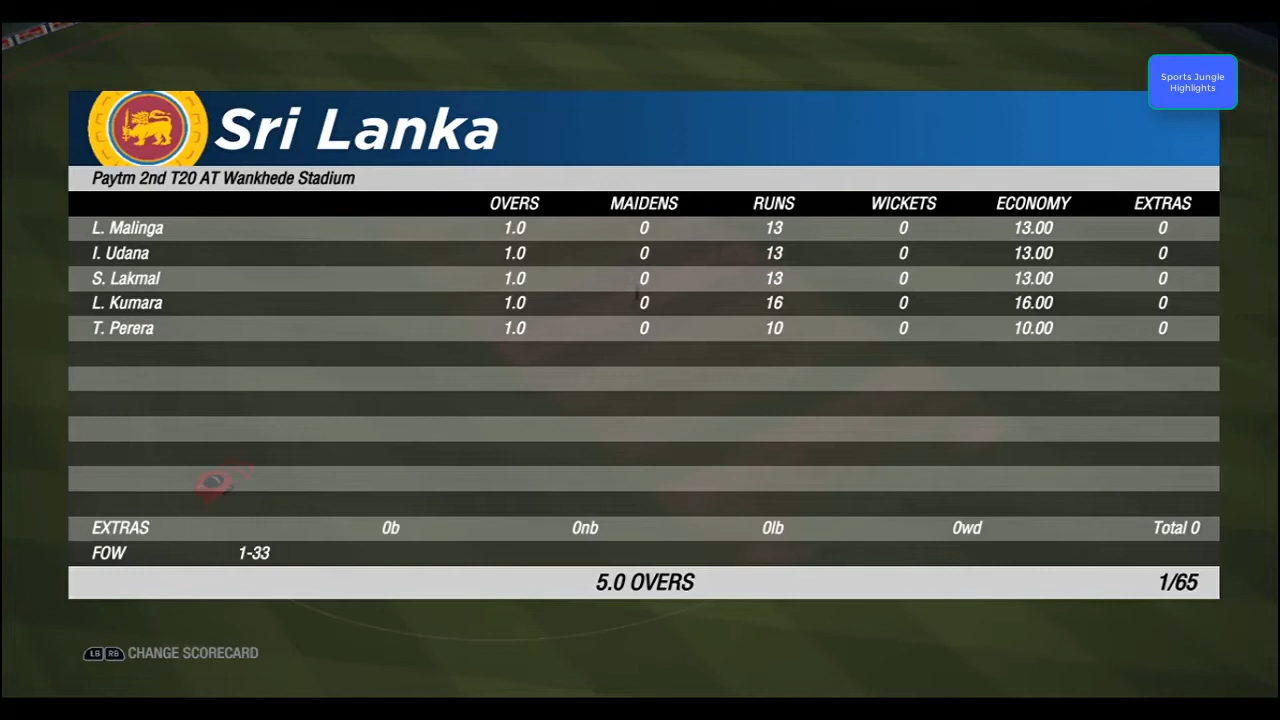 Sports Jungle
Highlights
Sri Lanka
Paytm 2nd T20 AT Wankhede Stadium
OVERS MAIDENS RUNS WICKETS ECONOMY EXTRAS
L. Malinga 1.0 0 13 0 13.00 0
I. Udana 1.0 0 13 0 13.00 0
S. Lakmal 1.0 0 13 0 13.00 0
L. Kumara 1.0 0 16 0 16.00 0
T. Perera 1.0 0 10 0 10.00 0
EXTRAS 0b 0nb 0lb 0wd Total 0
FOW 1-33
5.0 OVERS 1/65
LB RB CHANGE SCORECARD